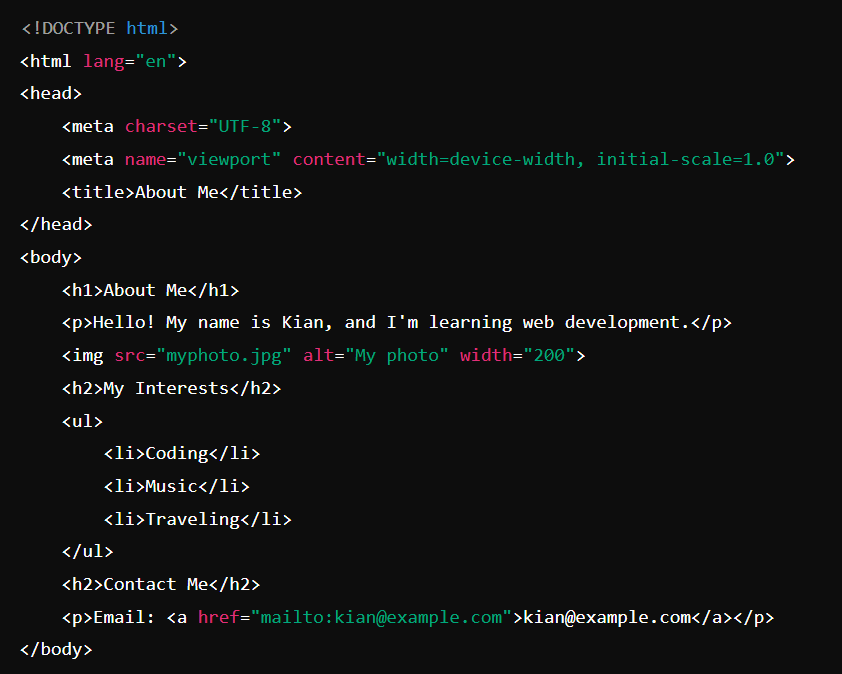 <!DOCTYPE html>
<html lang="en">
<head>
    <meta charset="UTF-8">
    <meta name="viewport" content="width=device-width, initial-scale=1.0">
    <title>About Me</title>
</head>
<body>
    <h1>About Me</h1>
    <p>Hello! My name is Kian, and I'm learning web development.</p>
    <img src="myphoto.jpg" alt="My photo" width="200">
    <h2>My Interests</h2>
    <ul>
        <li>Coding</li>
        <li>Music</li>
        <li>Traveling</li>
    </ul>
    <h2>Contact Me</h2>
    <p>Email: <a href="mailto:kian@example.com">kian@example.com</a></p>
</body>